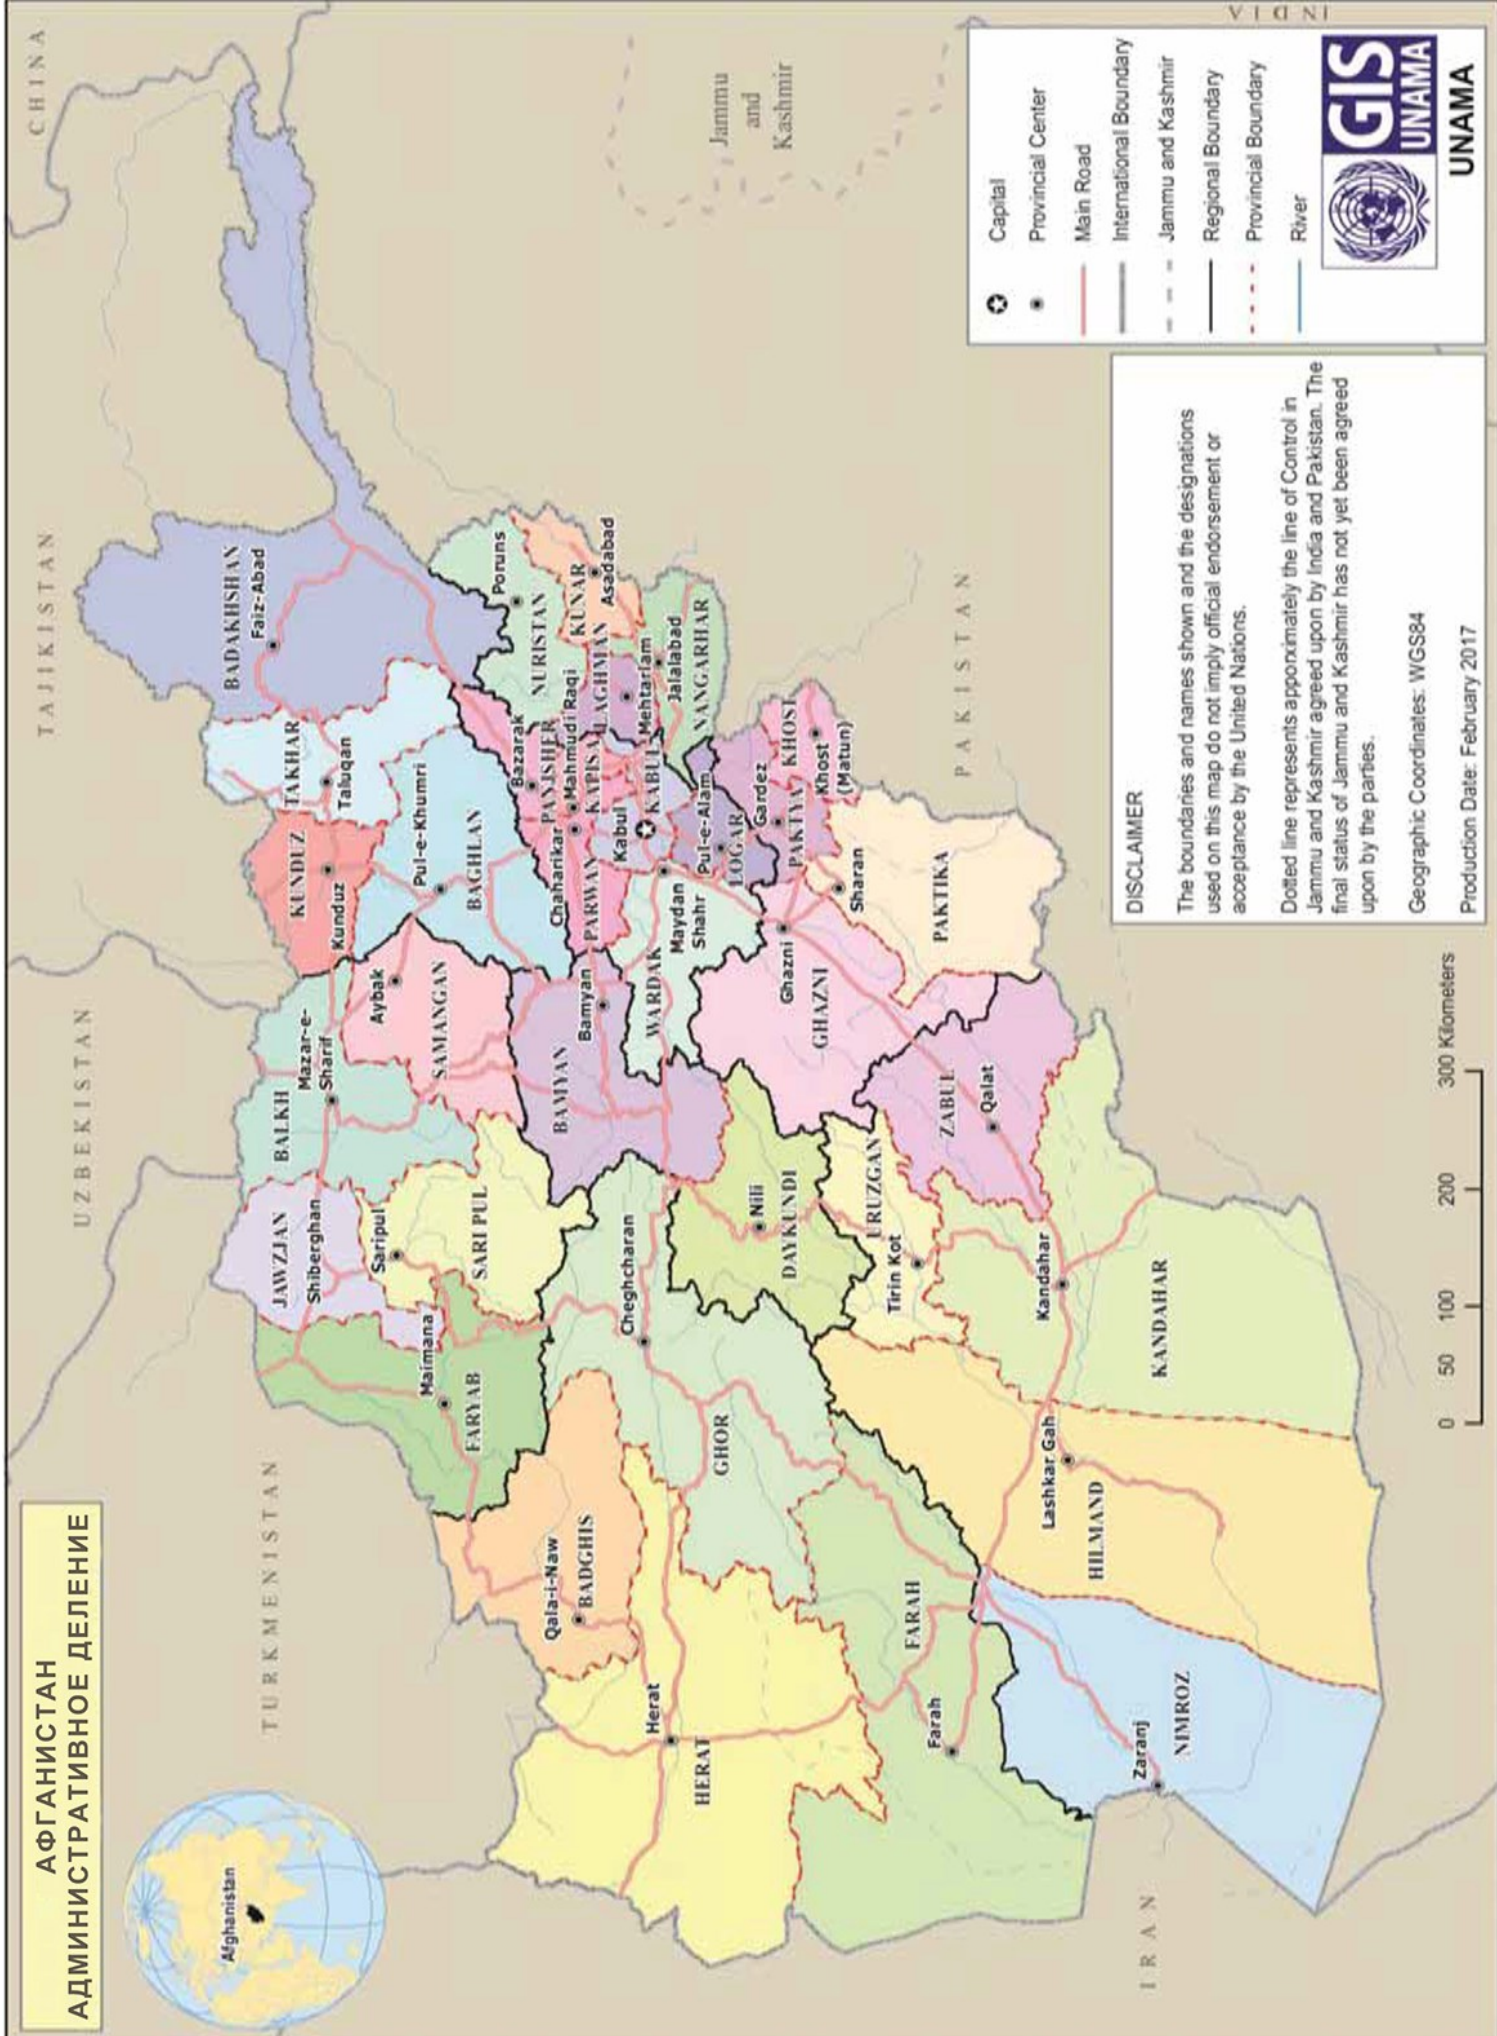 АФГАНИСТАН
АДМИНИСТРАТИВНОЕ ДЕЛЕНИЕ
Afghanistan
CHINA
TAJIKISTAN
UZBEKISTAN
TURKMENISTAN
IRAN
PAKISTAN
INDIA
Jammu
and
Kashmir
BADAKHSHAN
Faiz-Abad
TAKHAR
Taluqan
KUNDUZ
Kunduz
BALKH
Mazar-e-
Sharif
JAWZJAN
Shiberghan
Saripul
SARI PUL
Aybak
SAMANGAN
Pul-e-Khumri
BAGHLAN
Maimana
FARYAB
Poruns
NURISTAN
KUNAR
Asadabad
LAGHMAN
Mehtarlam
Jalalabad
NANGARHAR
Bazarak
PANJSHER
Mahmudi Raqi
KAPISA
Chaharikar
PARWAN
Kabul
KABUL
Bamyan
BAMYAN
WARDAK
Maydan
Shahr
Pul-e-Alam
LOGAR
Gardez
PAKTYA
KHOST
Khost
(Matun)
Sharan
PAKTIKA
Ghazni
GHAZNI
Qala-i-Naw
BADGHIS
Cheghcharan
GHOR
Nili
DAYKUNDI
URUZGAN
Tirin Kot
ZABUL
Qalat
Herat
HERAT
FARAH
Farah
Kandahar
KANDAHAR
Lashkar Gah
HILMAND
Zaranj
NIMROZ
Capital
Provincial Center
Main Road
International Boundary
Jammu and Kashmir
Regional Boundary
Provincial Boundary
River
GIS
UNAMA
UNAMA
DISCLAIMER
The boundaries and names shown and the designations
used on this map do not imply official endorsement or
acceptance by the United Nations.
Dotted line represents apporximately the line of Control in
Jammu and Kashmir agreed upon by India and Pakistan. The
final status of Jammu and Kashmir has not yet been agreed
upon by the parties.
Geographic Coordinates: WGS84
Production Date: February 2017
0 50 100 200 300 Kilometers